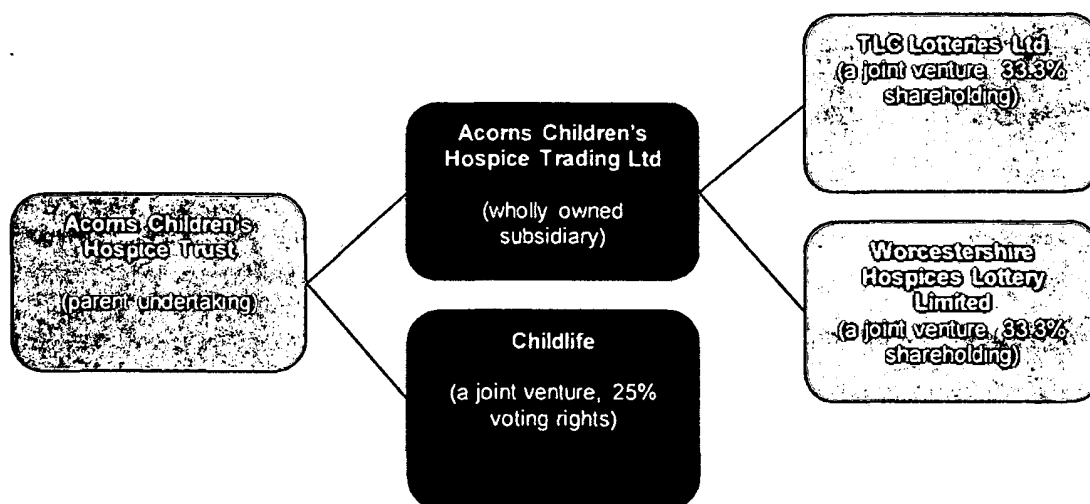 Acorns Children's
Hospice Trust
(parent undertaking)
Acorns Children's
Hospice Trading Ltd
(wholly owned
subsidiary)
Childlife
(a joint venture, 25%
voting rights)
TLC Lotteries Ltd
(a joint venture, 33.3%
shareholding)
Worcestershire
Hospices Lottery
Limited
(a joint venture, 33.3%
shareholding)